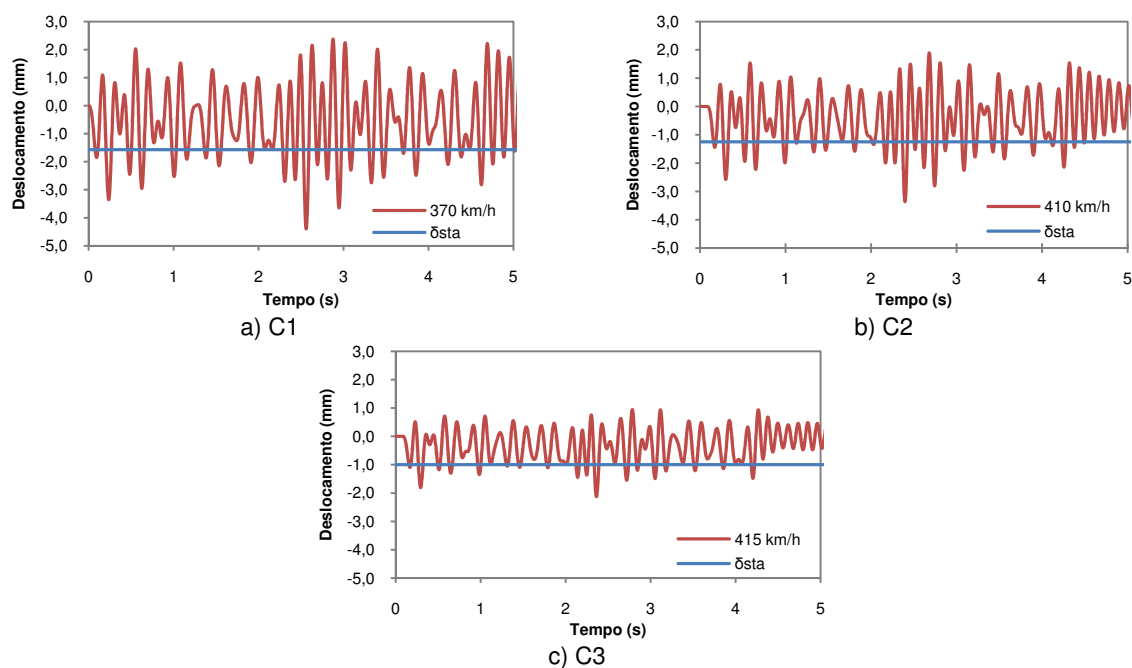 Deslocamento (mm)
3,0
2,0
1,0
0,0
-1,0
-2,0
-3,0
-4,0
-5,0
0 1 2 3 4 5
Tempo (s)
370 km/h
δsta
a) C1
Deslocamento (mm)
3,0
2,0
1,0
0,0
-1,0
-2,0
-3,0
-4,0
-5,0
0 1 2 3 4 5
Tempo (s)
410 km/h
δsta
b) C2
Deslocamento (mm)
3,0
2,0
1,0
0,0
-1,0
-2,0
-3,0
-4,0
-5,0
0 1 2 3 4 5
Tempo (s)
415 km/h
δsta
c) C3